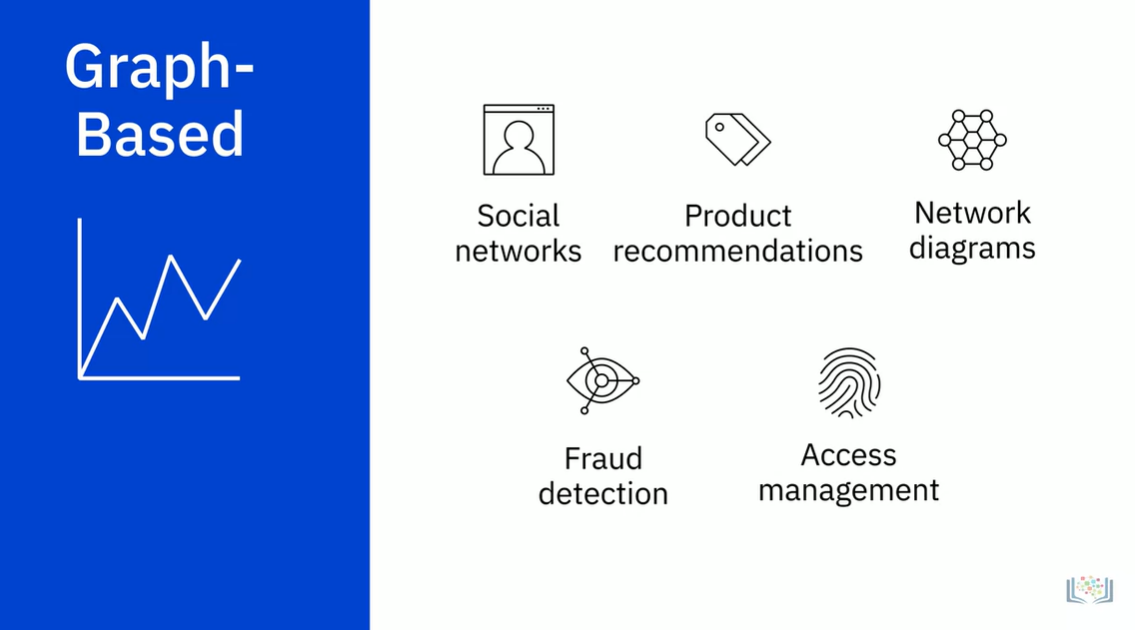 Graph-
Based
Social
networks
Product
recommendations
Network
diagrams
Fraud
detection
Access
management